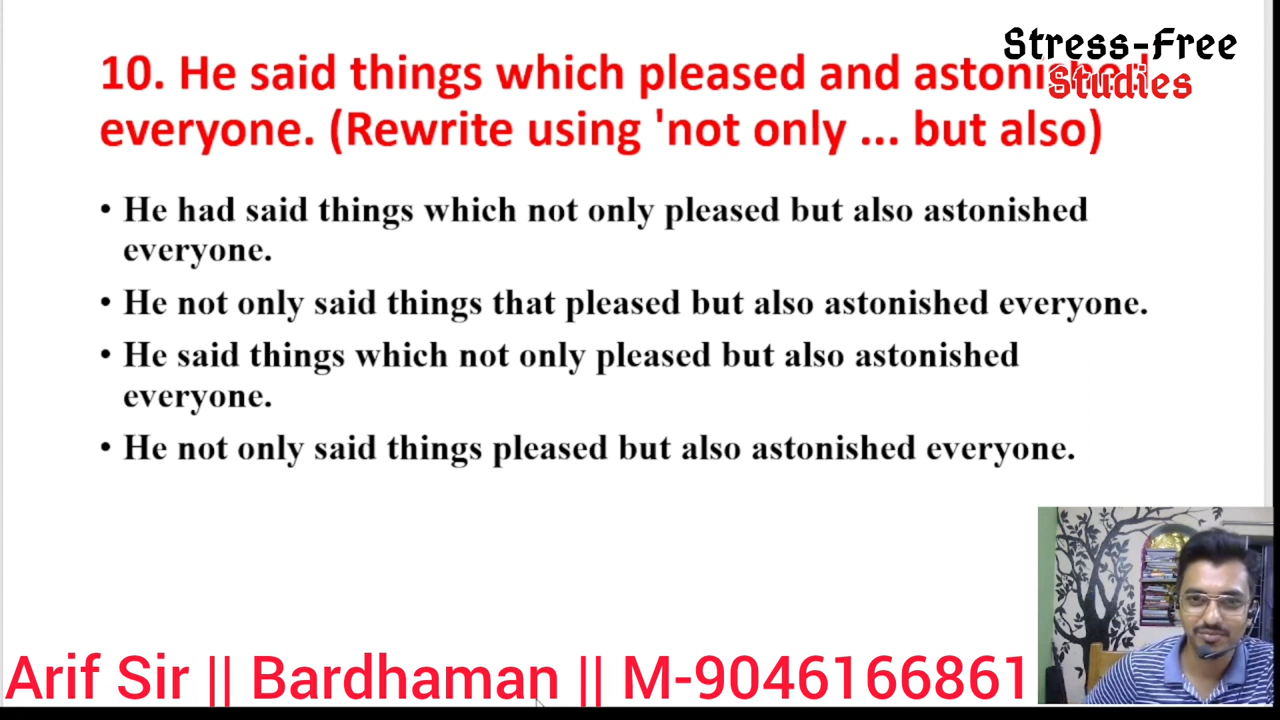 Stress-Free
Studies
10. He said things which pleased and astonished
everyone. (Rewrite using 'not only ... but also)
• He had said things which not only pleased but also astonished
everyone.
• He not only said things that pleased but also astonished everyone.
• He said things which not only pleased but also astonished
everyone.
• He not only said things pleased but also astonished everyone.
Arif Sir || Bardhaman || M-9046166861